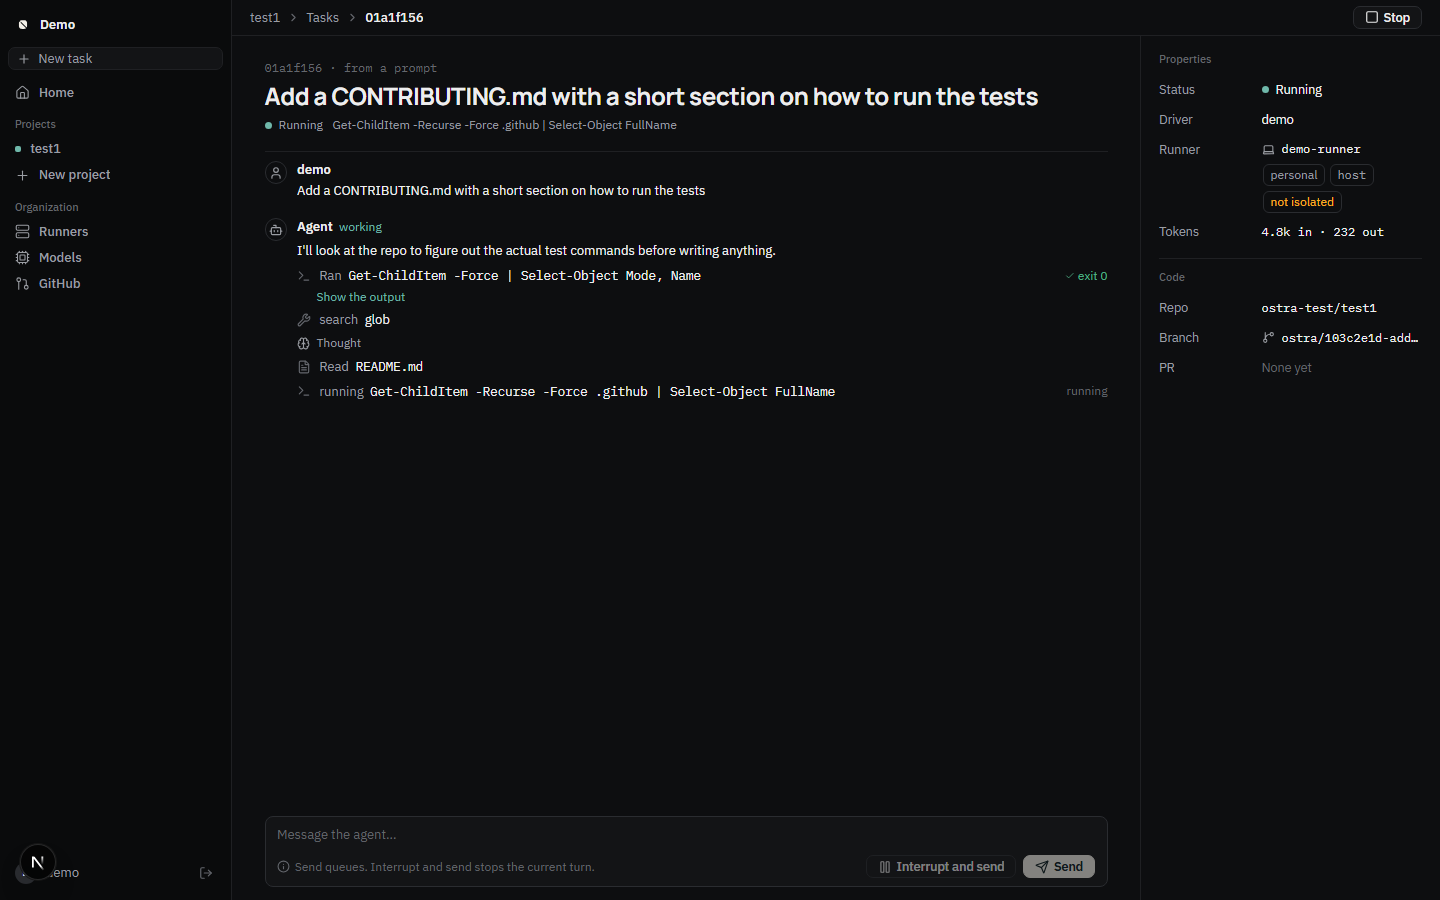 Demo
New task
Home
Projects
test1
New project
Organization
Runners
Models
GitHub
emo
test1 > Tasks > 01a1f156
Stop
01a1f156 · from a prompt
Add a CONTRIBUTING.md with a short section on how to run the tests
Running Get-ChildItem -Recurse -Force .github | Select-Object FullName
demo
Add a CONTRIBUTING.md with a short section on how to run the tests
Agent working
I'll look at the repo to figure out the actual test commands before writing anything.
Ran Get-ChildItem -Force | Select-Object Mode, Name ✓ exit 0
Show the output
search glob
Thought
Read README.md
running Get-ChildItem -Recurse -Force .github | Select-Object FullName running
Message the agent...
Send queues. Interrupt and send stops the current turn.
Interrupt and send
Send
Properties
Status Running
Driver demo
Runner demo-runner
personal host
not isolated
Tokens 4.8k in · 232 out
Code
Repo ostra-test/test1
Branch ostra/103c2e1d-add…
PR None yet